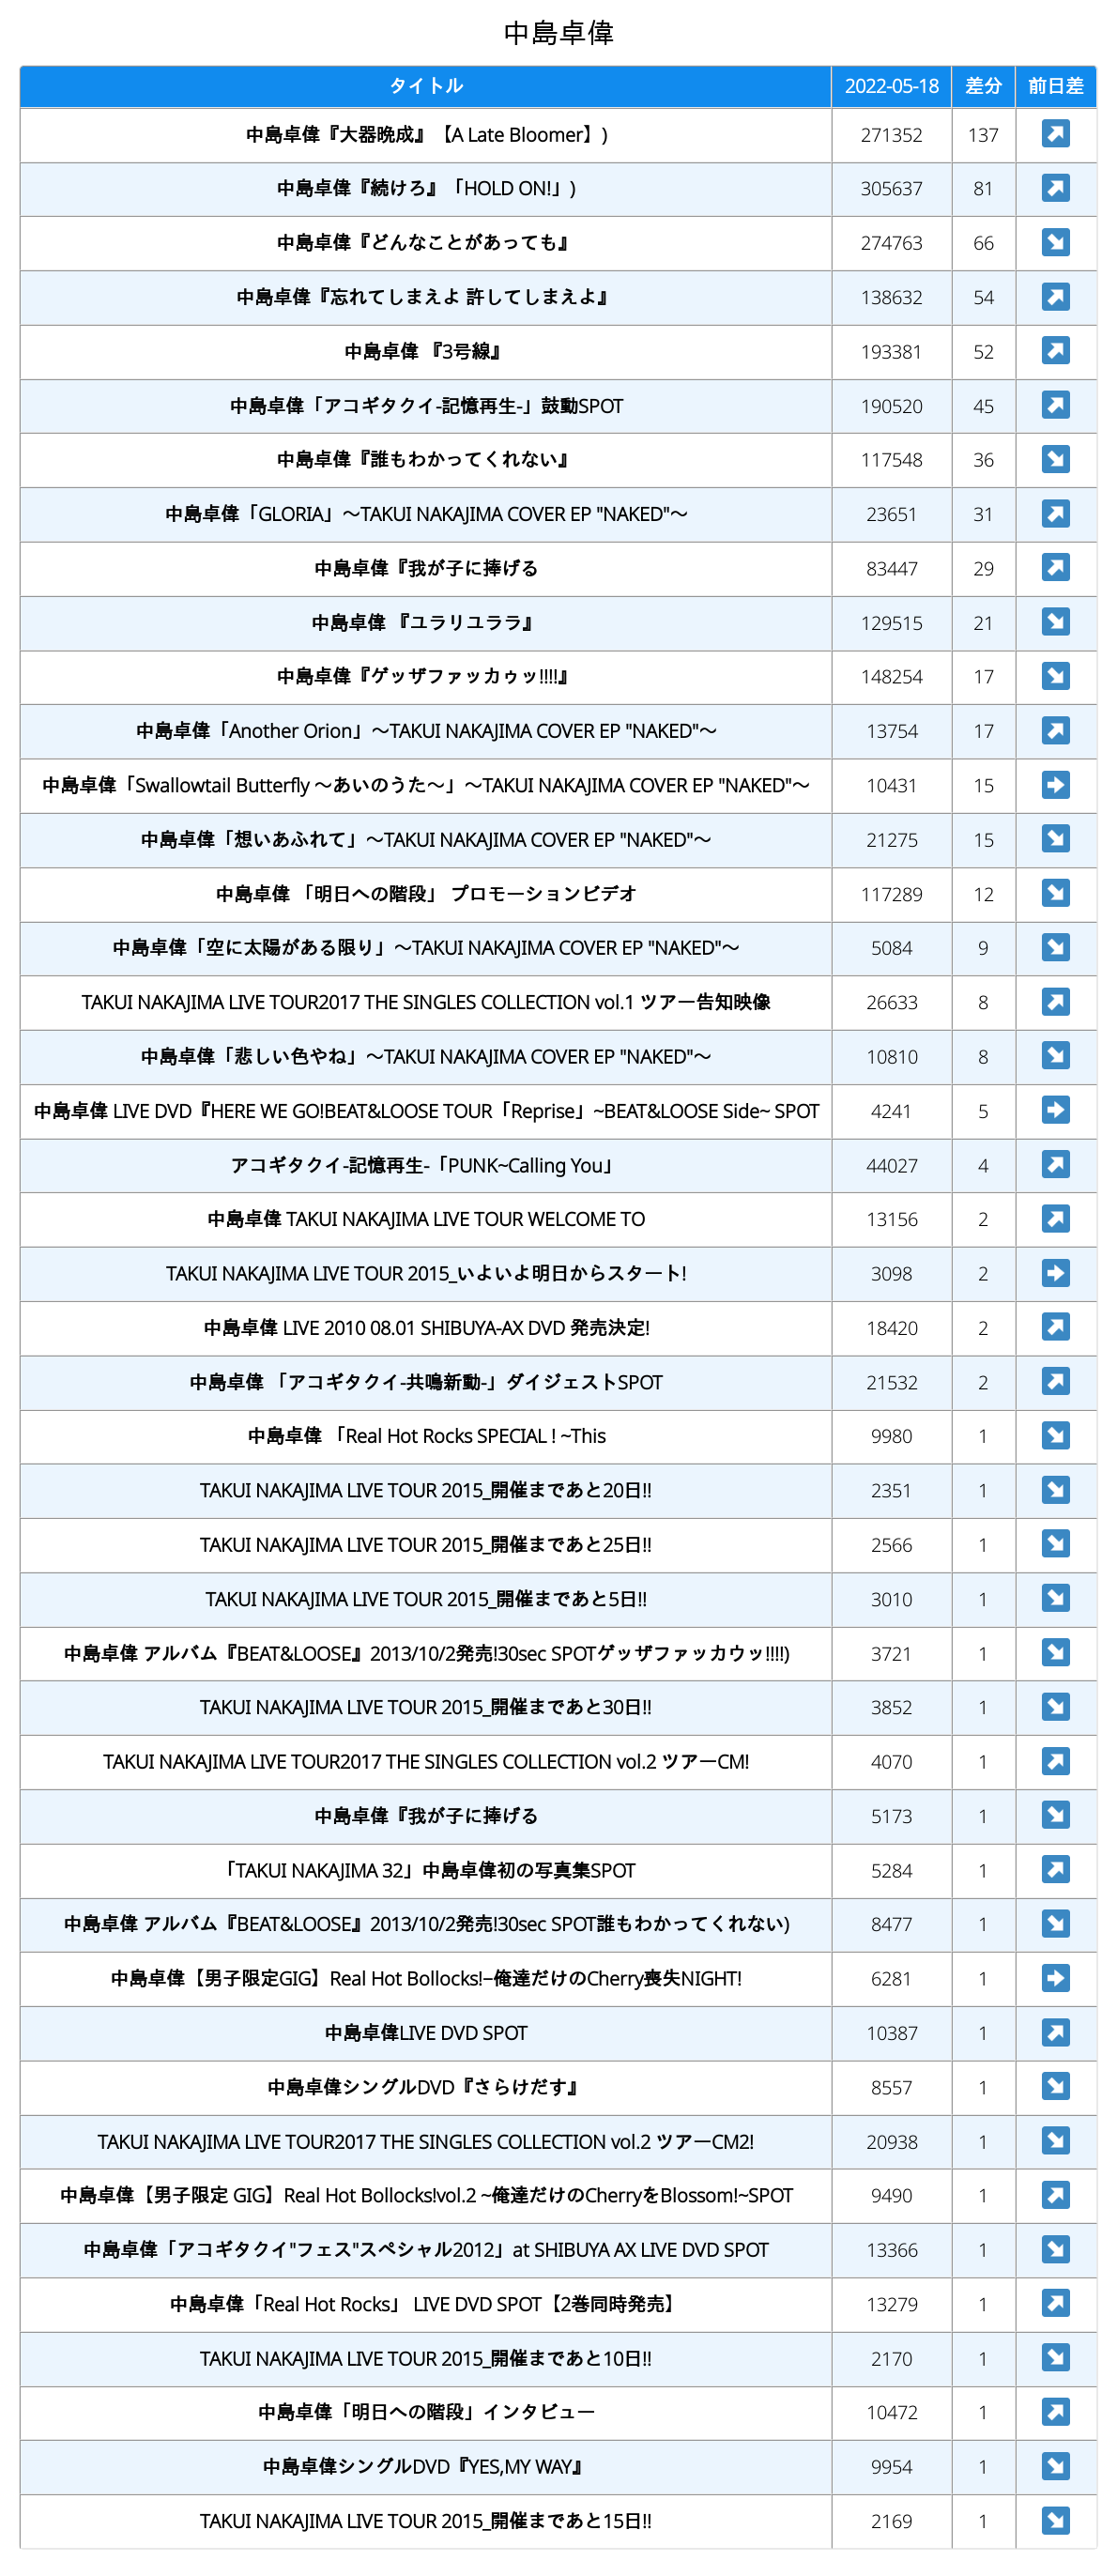 中島卓偉
タイトル 2022-05-18 差分 前日差
中島卓偉『大器晩成』【A Late Bloomer】) 271352 137 ↗
中島卓偉『続けろ』「HOLD ON!」) 305637 81 ↗
中島卓偉『どんなことがあっても』 274763 66 ↘
中島卓偉『忘れてしまえよ 許してしまえよ』 138632 54 ↗
中島卓偉 『3号線』 193381 52 ↗
中島卓偉「アコギタクイ-記憶再生-」鼓動SPOT 190520 45 ↗
中島卓偉『誰もわかってくれない』 117548 36 ↘
中島卓偉「GLORIA」〜TAKUI NAKAJIMA COVER EP "NAKED"〜 23651 31 ↗
中島卓偉『我が子に捧げる 83447 29 ↗
中島卓偉 『ユラリユララ』 129515 21 ↘
中島卓偉『ゲッザファッカゥッ!!!!』 148254 17 ↘
中島卓偉「Another Orion」〜TAKUI NAKAJIMA COVER EP "NAKED"〜 13754 17 ↗
中島卓偉「Swallowtail Butterfly 〜あいのうた〜」〜TAKUI NAKAJIMA COVER EP "NAKED"〜 10431 15 ➡
中島卓偉「想いあふれて」〜TAKUI NAKAJIMA COVER EP "NAKED"〜 21275 15 ↘
中島卓偉 「明日への階段」 プロモーションビデオ 117289 12 ↘
中島卓偉「空に太陽がある限り」〜TAKUI NAKAJIMA COVER EP "NAKED"〜 5084 9 ↘
TAKUI NAKAJIMA LIVE TOUR2017 THE SINGLES COLLECTION vol.1 ツアー告知映像 26633 8 ↗
中島卓偉「悲しい色やね」〜TAKUI NAKAJIMA COVER EP "NAKED"〜 10810 8 ↘
中島卓偉 LIVE DVD『HERE WE GO!BEAT&LOOSE TOUR「Reprise」~BEAT&LOOSE Side~ SPOT 4241 5 ➡
アコギタクイ-記憶再生-「PUNK~Calling You」 44027 4 ↗
中島卓偉 TAKUI NAKAJIMA LIVE TOUR WELCOME TO 13156 2 ↗
TAKUI NAKAJIMA LIVE TOUR 2015_いよいよ明日からスタート! 3098 2 ➡
中島卓偉 LIVE 2010 08.01 SHIBUYA-AX DVD 発売決定! 18420 2 ↗
中島卓偉 「アコギタクイ-共鳴新動-」ダイジェストSPOT 21532 2 ↗
中島卓偉 「Real Hot Rocks SPECIAL ! ~This 9980 1 ↘
TAKUI NAKAJIMA LIVE TOUR 2015_開催まであと20日!! 2351 1 ↘
TAKUI NAKAJIMA LIVE TOUR 2015_開催まであと25日!! 2566 1 ↘
TAKUI NAKAJIMA LIVE TOUR 2015_開催まであと5日!! 3010 1 ↘
中島卓偉 アルバム『BEAT&LOOSE』2013/10/2発売!30sec SPOTゲッザファッカウッ!!!!) 3721 1 ↘
TAKUI NAKAJIMA LIVE TOUR 2015_開催まであと30日!! 3852 1 ↘
TAKUI NAKAJIMA LIVE TOUR2017 THE SINGLES COLLECTION vol.2 ツアーCM! 4070 1 ↗
中島卓偉『我が子に捧げる 5173 1 ↘
「TAKUI NAKAJIMA 32」中島卓偉初の写真集SPOT 5284 1 ↗
中島卓偉 アルバム『BEAT&LOOSE』2013/10/2発売!30sec SPOT誰もわかってくれない) 8477 1 ↘
中島卓偉【男子限定GIG】Real Hot Bollocks!−俺達だけのCherry喪失NIGHT! 6281 1 ➡
中島卓偉LIVE DVD SPOT 10387 1 ↗
中島卓偉シングルDVD『さらけだす』 8557 1 ↘
TAKUI NAKAJIMA LIVE TOUR2017 THE SINGLES COLLECTION vol.2 ツアーCM2! 20938 1 ↘
中島卓偉【男子限定 GIG】Real Hot Bollocks!vol.2 ~俺達だけのCherryをBlossom!~SPOT 9490 1 ↗
中島卓偉「アコギタクイ"フェス"スペシャル2012」at SHIBUYA AX LIVE DVD SPOT 13366 1 ↘
中島卓偉「Real Hot Rocks」 LIVE DVD SPOT【2巻同時発売】 13279 1 ↗
TAKUI NAKAJIMA LIVE TOUR 2015_開催まであと10日!! 2170 1 ↘
中島卓偉「明日への階段」インタビュー 10472 1 ↗
中島卓偉シングルDVD『YES,MY WAY』 9954 1 ↘
TAKUI NAKAJIMA LIVE TOUR 2015_開催まであと15日!! 2169 1 ↘